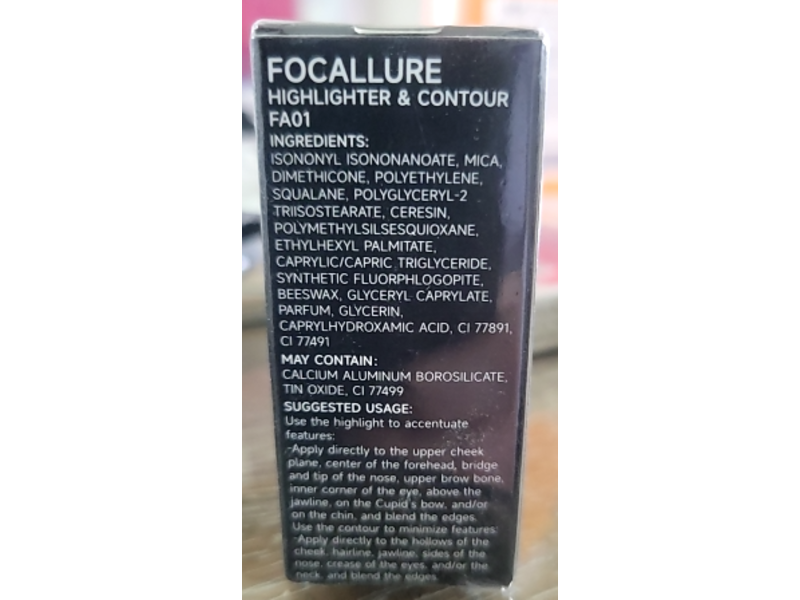 FOCALLURE
HIGHLIGHTER & CONTOUR
FA01
INGREDIENTS:
ISONONYL ISONONANOATE, MICA,
DIMETHICONE, POLYETHYLENE,
SQUALANE, POLYGLYCERYL-2
TRIISOSTEARATE, CERESIN,
POLYMETHYLSILSESQUIOXANE,
ETHYLHEXYL PALMITATE,
CAPRYLIC/CAPRIC TRIGLYCERIDE,
SYNTHETIC FLUORPHLOGOPITE,
BEESWAX, GLYCERYL CAPRYLATE,
PARFUM, GLYCERIN,
CAPRYLHYDROXAMIC ACID, CI 77891,
CI 77491
MAY CONTAIN:
CALCIUM ALUMINUM BOROSILICATE,
TIN OXIDE, CI 77499
SUGGESTED USAGE:
Use the highlight to accentuate
features:
-Apply directly to the upper cheek
plane, center of the forehead, bridge
and tip of the nose, upper brow bone,
inner corner of the eye, above the
jawline, on the Cupid's bow, and/or
on the chin, and blend the edges.
Use the contour to minimize features:
-Apply directly to the hollows of the
cheek, hairline, jawline, sides of the
nose, crease of the eyes, and/or the
neck, and blend the edges.